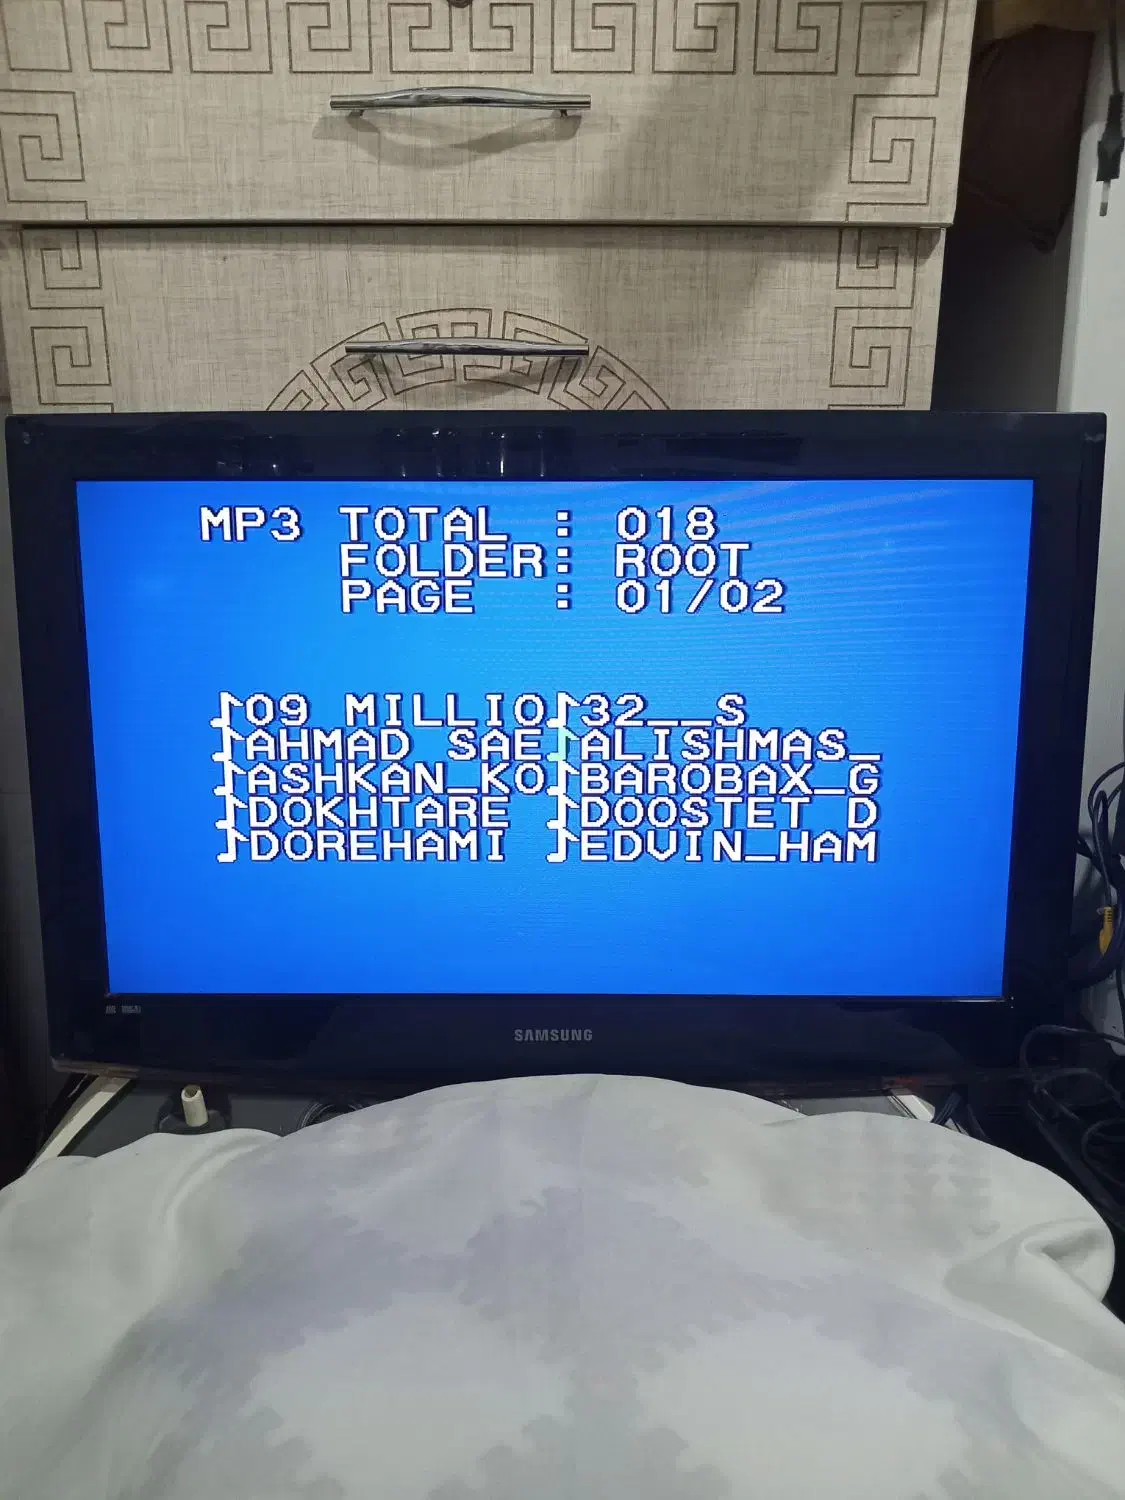 MP3 TOTAL : 018
FOLDER: ROOT
PAGE : 01/02
09 MILLIO 32__S
AHMAD SAE ALISHMAS_
ASHKAN_KO BAROBAX_G
DOKHTARE DOOSTET D
DOREHAMI EDVIN_HAM
SAMSUNG